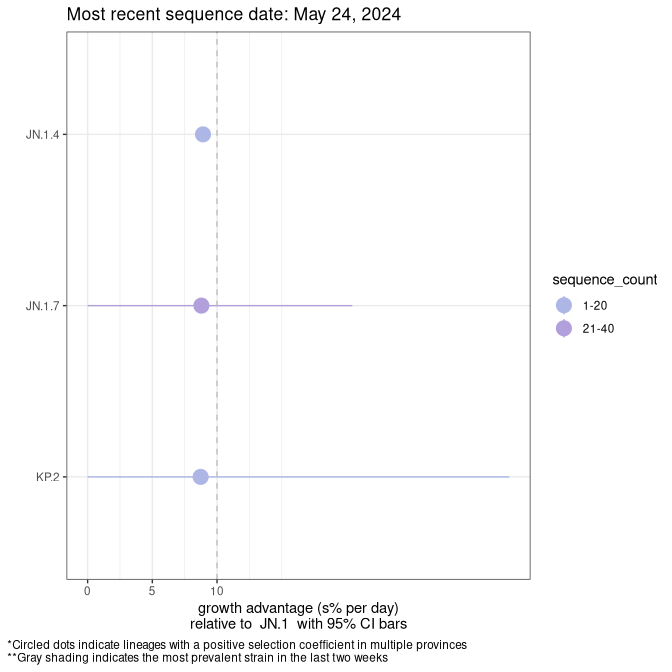 Most recent sequence date: May 24, 2024
JN.1.4
JN.1.7
KP.2
0 5 10
growth advantage (s% per day)
relative to  JN.1  with 95% CI bars
sequence_count
1-20
21-40
*Circled dots indicate lineages with a positive selection coefficient in multiple provinces
**Gray shading indicates the most prevalent strain in the last two weeks